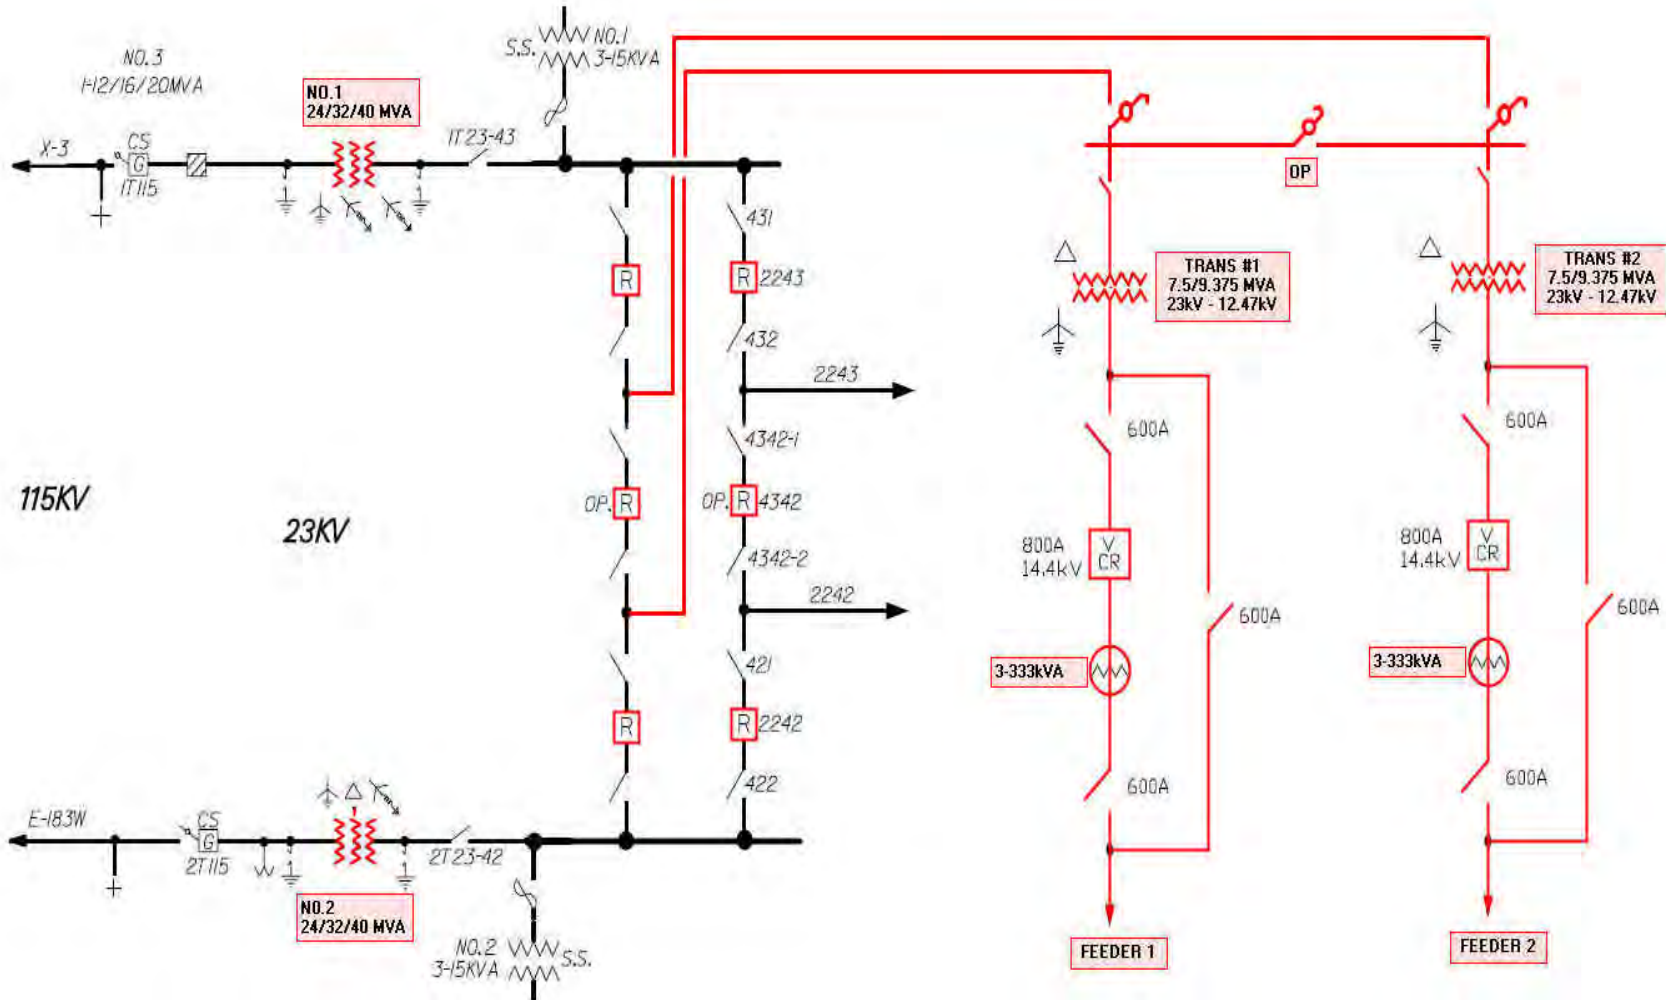 NO.3
1-12/16/20MVA
NO.1
24/32/40 MVA
S.S.
NO.1
3-15KVA
1T23-43
X-3
CS
G
1T115
OP
431
R
R
2243
432
2243
4342-1
115KV
23KV
OP.
R
OP.
R
4342
4342-2
2242
421
R
R
2242
422
E-183W
CS
G
2T115
2T23-42
NO.2
24/32/40 MVA
NO.2
3-15KVA
S.S.
TRANS #1
7.5/9.375 MVA
23kV - 12.47kV
600A
800A
14.4kV
V
CR
600A
3-333kVA
600A
FEEDER 1
TRANS #2
7.5/9.375 MVA
23kV - 12.47kV
600A
800A
14.4kV
V
CR
600A
3-333kVA
600A
FEEDER 2